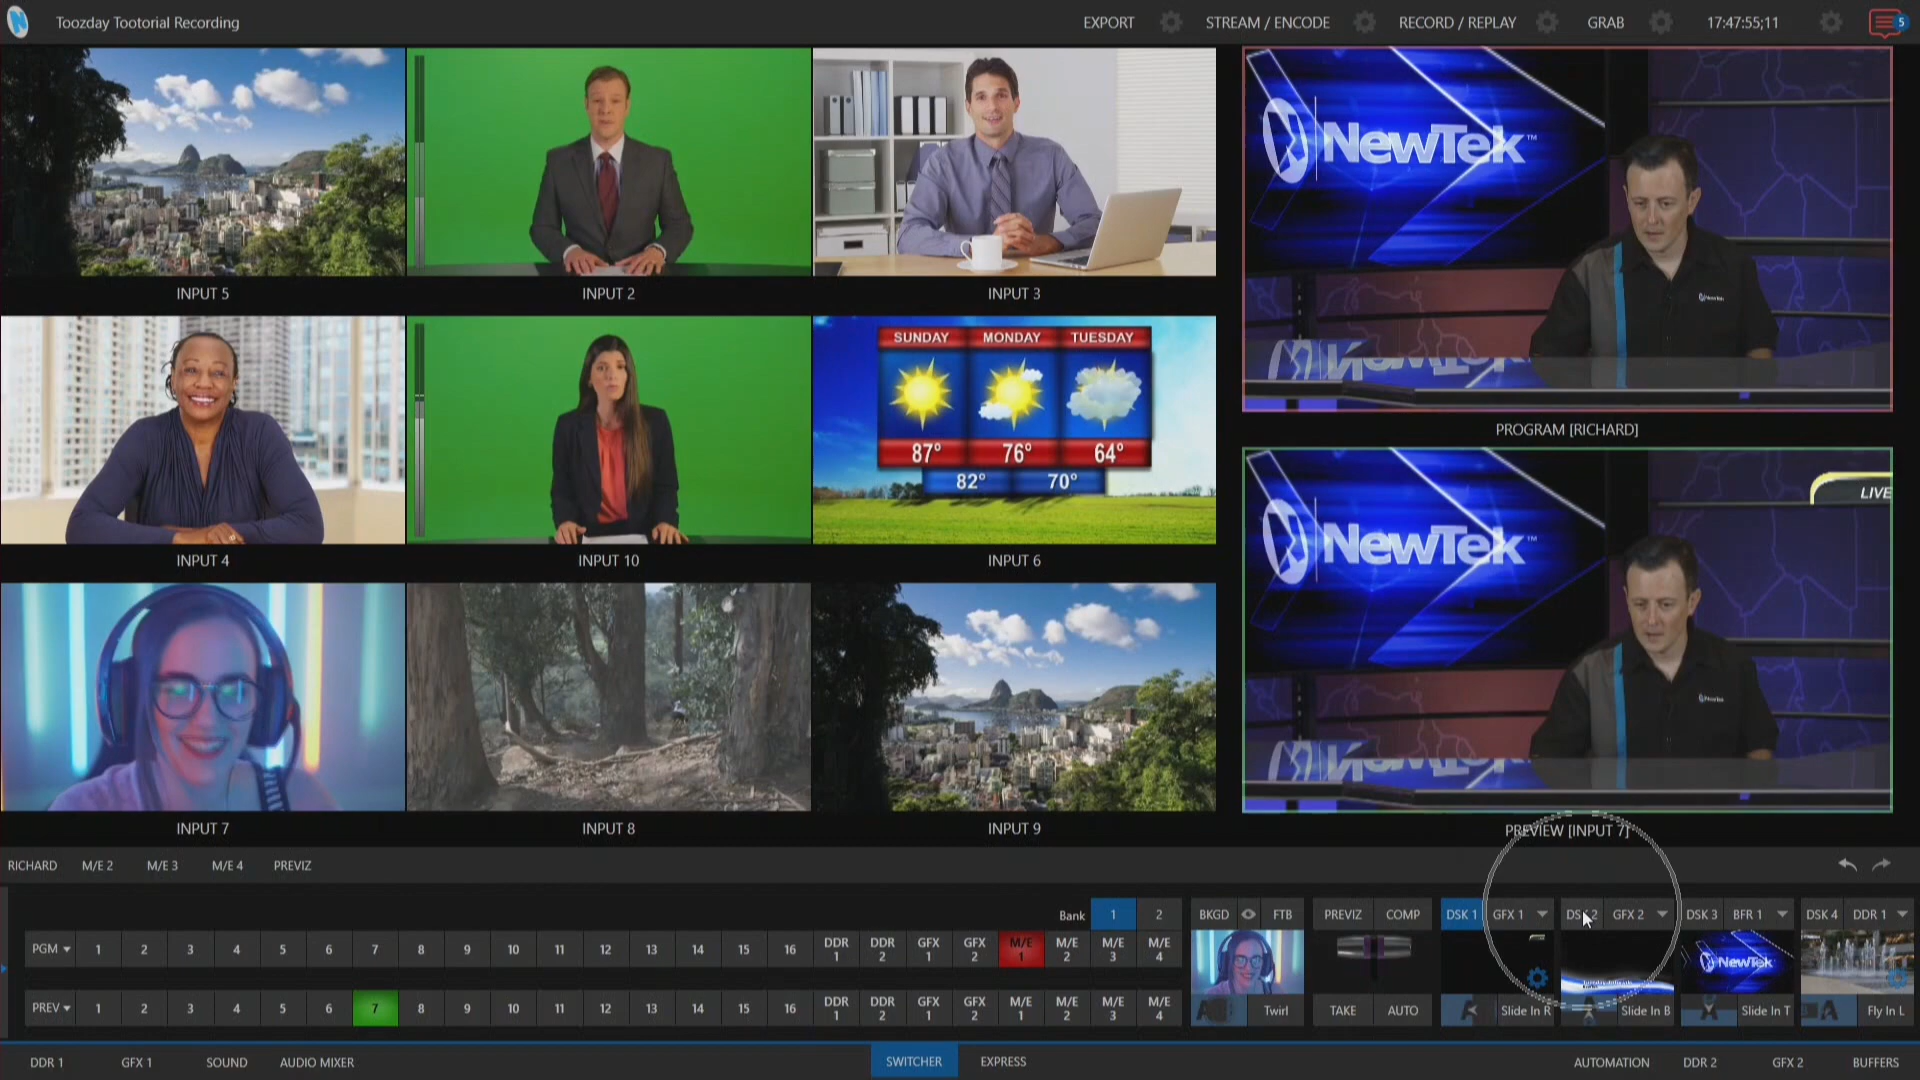 Toozday Tootorial Recording
EXPORT
STREAM / ENCODE
RECORD / REPLAY
GRAB
17:47:55;11
5
INPUT 5
INPUT 2
INPUT 3
NewTek™
PROGRAM [RICHARD]
SUNDAY MONDAY TUESDAY
87° 76° 64°
82° 70°
INPUT 4
INPUT 10
INPUT 6
LIVE
NewTek™
INPUT 7
INPUT 8
INPUT 9
PREVIEW [INPUT 7]
RICHARD M/E 2 M/E 3 M/E 4 PREVIZ
Bank 1 2
PGM 1 2 3 4 5 6 7 8 9 10 11 12 13 14 15 16 DDR 1 DDR 2 GFX 1 GFX 2 M/E 1 M/E 2 M/E 3 M/E 4
PREV 1 2 3 4 5 6 7 8 9 10 11 12 13 14 15 16 DDR 1 DDR 2 GFX 1 GFX 2 M/E 1 M/E 2 M/E 3 M/E 4
BKGD FTB
Twirl
PREVIZ COMP
TAKE AUTO
DSK 1 GFX 1
Slide In R
DSK 2 GFX 2
Slide In B
DSK 3 BFR 1
NewTek
Slide In T
DSK 4 DDR 1
Fly In L
DDR 1 GFX 1 SOUND AUDIO MIXER SWITCHER EXPRESS AUTOMATION DDR 2 GFX 2 BUFFERS